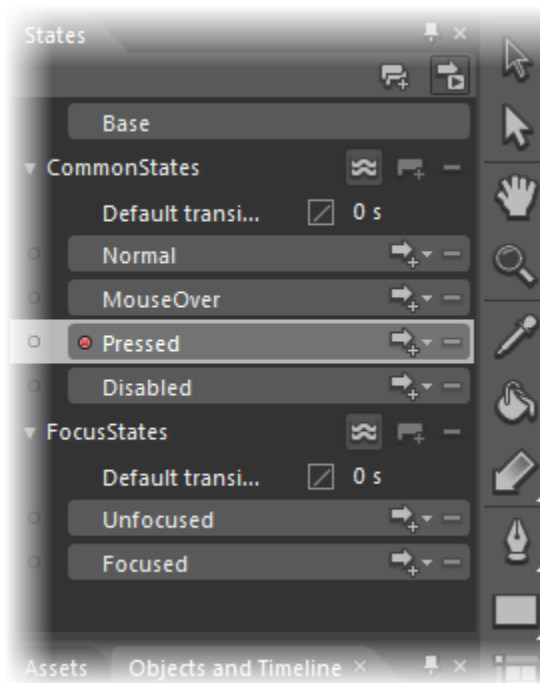 States
Base
CommonStates
Default transi... 0 s
Normal
MouseOver
Pressed
Disabled
FocusStates
Default transi... 0 s
Unfocused
Focused
Assets Objects and Timeline